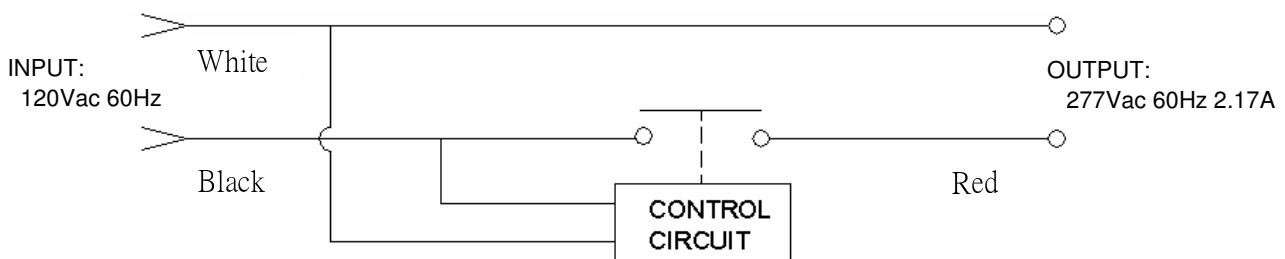 White
INPUT:
120Vac 60Hz
OUTPUT:
277Vac 60Hz 2.17A
Black
Red
CONTROL
CIRCUIT